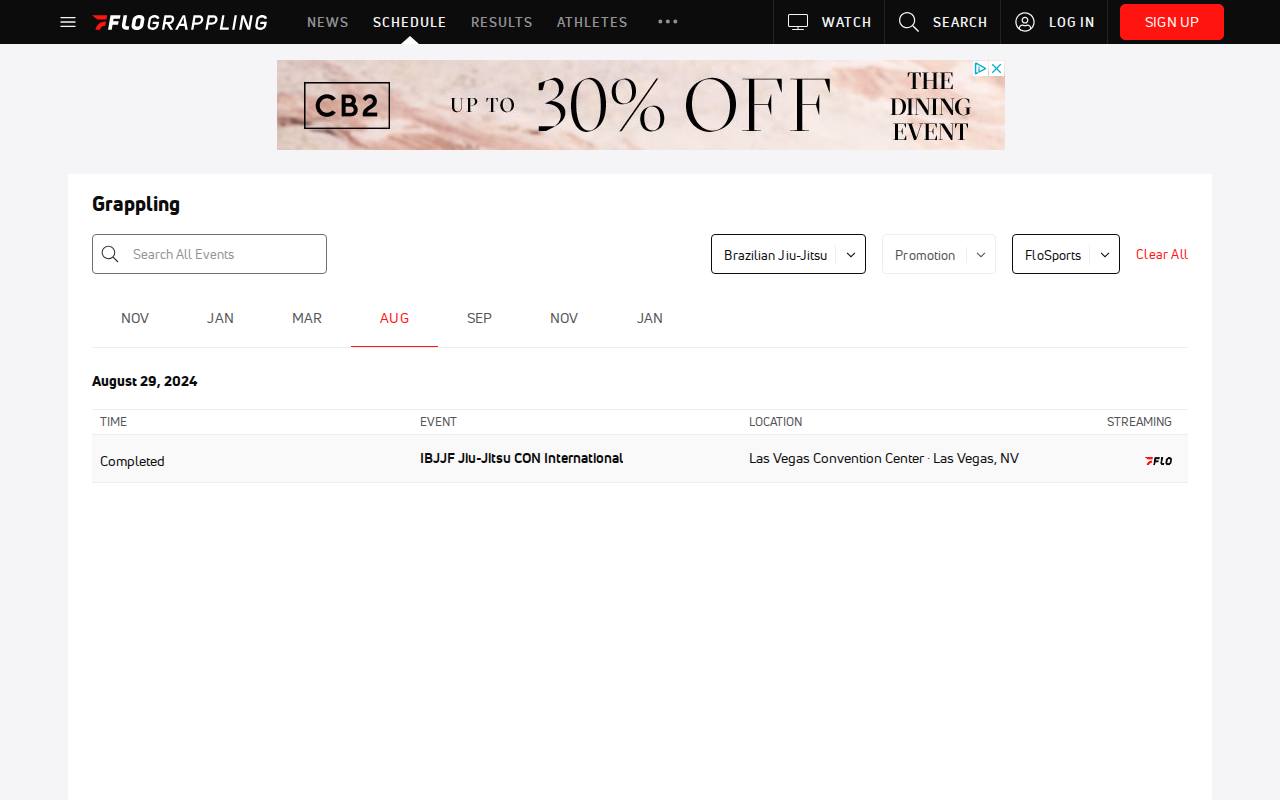 FLOGRAPPLING NEWS SCHEDULE RESULTS ATHLETES WATCH SEARCH LOG IN SIGN UP
CB2 UP TO 30% OFF THE DINING EVENT
Grappling
Search All Events Brazilian Jiu-Jitsu Promotion FloSports Clear All
NOV JAN MAR AUG SEP NOV JAN
August 29, 2024
TIME EVENT LOCATION STREAMING
Completed IBJJF Jiu-Jitsu CON International Las Vegas Convention Center · Las Vegas, NV FLO